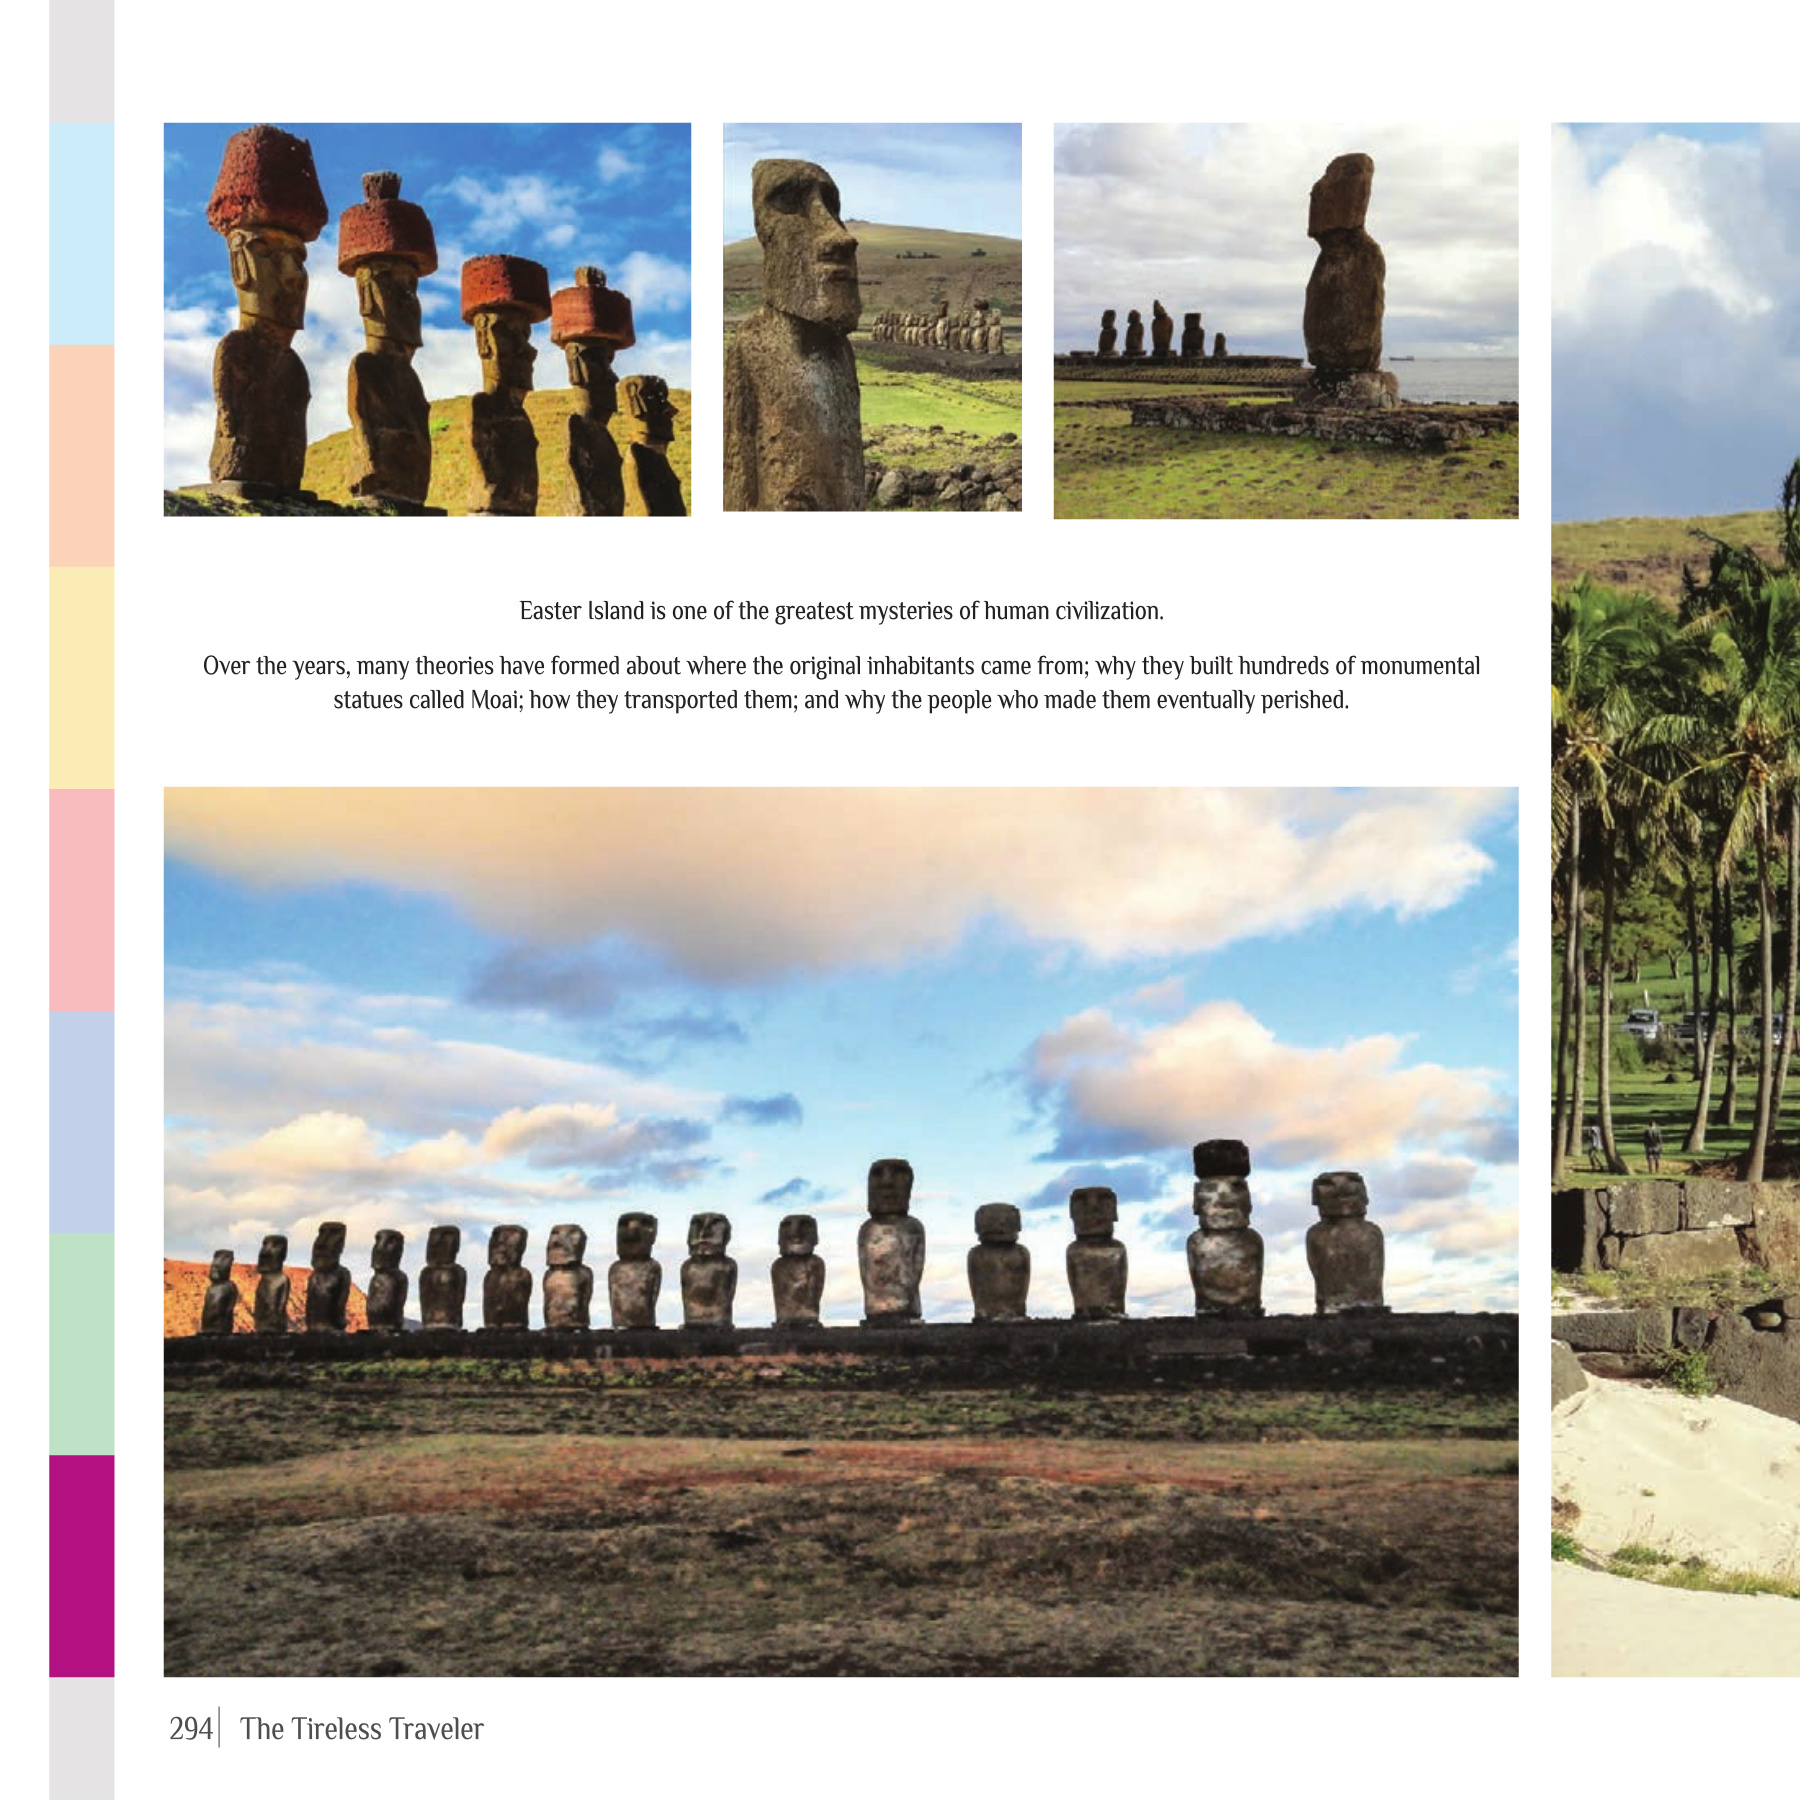 Easter Island is one of the greatest mysteries of human civilization.
Over the years, many theories have formed about where the original inhabitants came from; why they built hundreds of monumental
statues called Moai; how they transported them; and why the people who made them eventually perished.
294 | The Tireless Traveler